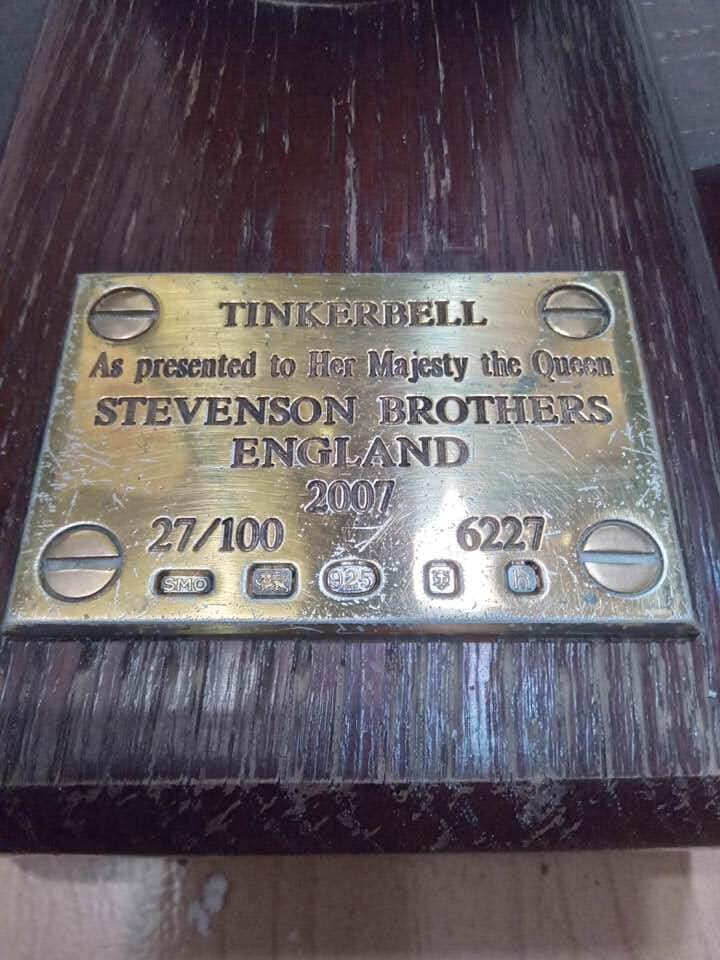 TINKERBELL
As presented to Her Majesty the Queen
STEVENSON BROTHERS
ENGLAND
2007
27/100 6227
SMO 925 h